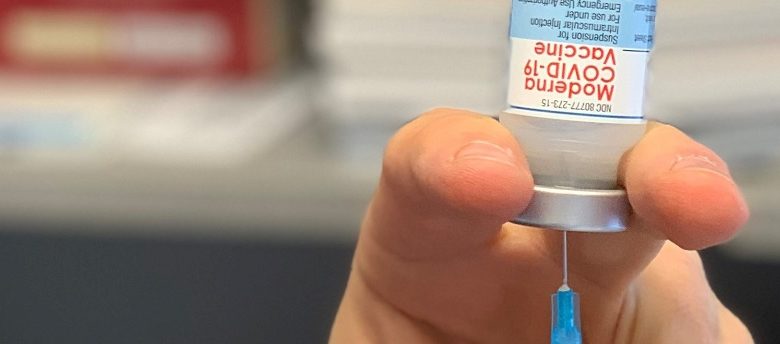 NDC 80777-273-15
Moderna
COVID-19
Vaccine
Suspension for
Intramuscular Injection
For use under
Emergency Use